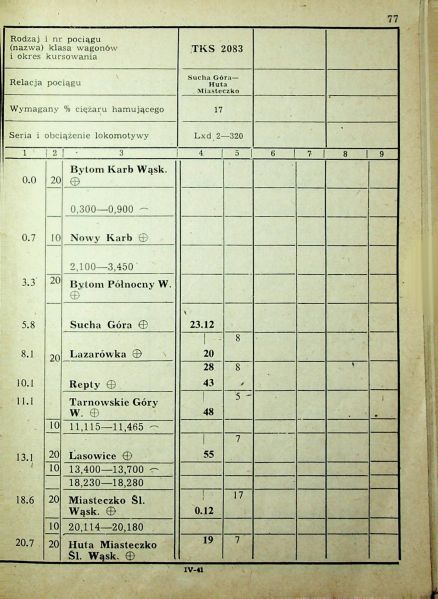 77
Rodzaj i nr pociągu
(nazwa) klasa wagonów
i okres kursowania
TKS 2083
Relacja pociągu
Sucha Góra—
Huta
Miasteczko
Wymagany % ciężaru hamującego 17
Seria i obciążenie lokomotywy Lxd 2—320
1 2 3 4 5 6 7 8 9
0.0 20 Bytom Karb Wąsk.
⊕
0,300—0,900
0.7 10 Nowy Karb ⊕
2,100—3,450
3.3 20 Bytom Północny W.
⊕
5.8 Sucha Góra ⊕ 23.12
| 8
8.1 20 Lazarówka ⊕ 20
28 8
10.1 Repty ⊕ 43
11.1 Tarnowskie Góry | 5
W. ⊕ 48
10 11,115—11,465
| 7
13.1 20 Lasowice ⊕ 55
10 13,400—13,700
18,230—18,280
18.6 20 Miasteczko Śl. | 17
Wąsk. ⊕ 0.12
10 20,114—20,180
20.7 20 Huta Miasteczko 19 7
Śl. Wąsk. ⊕
IV-41